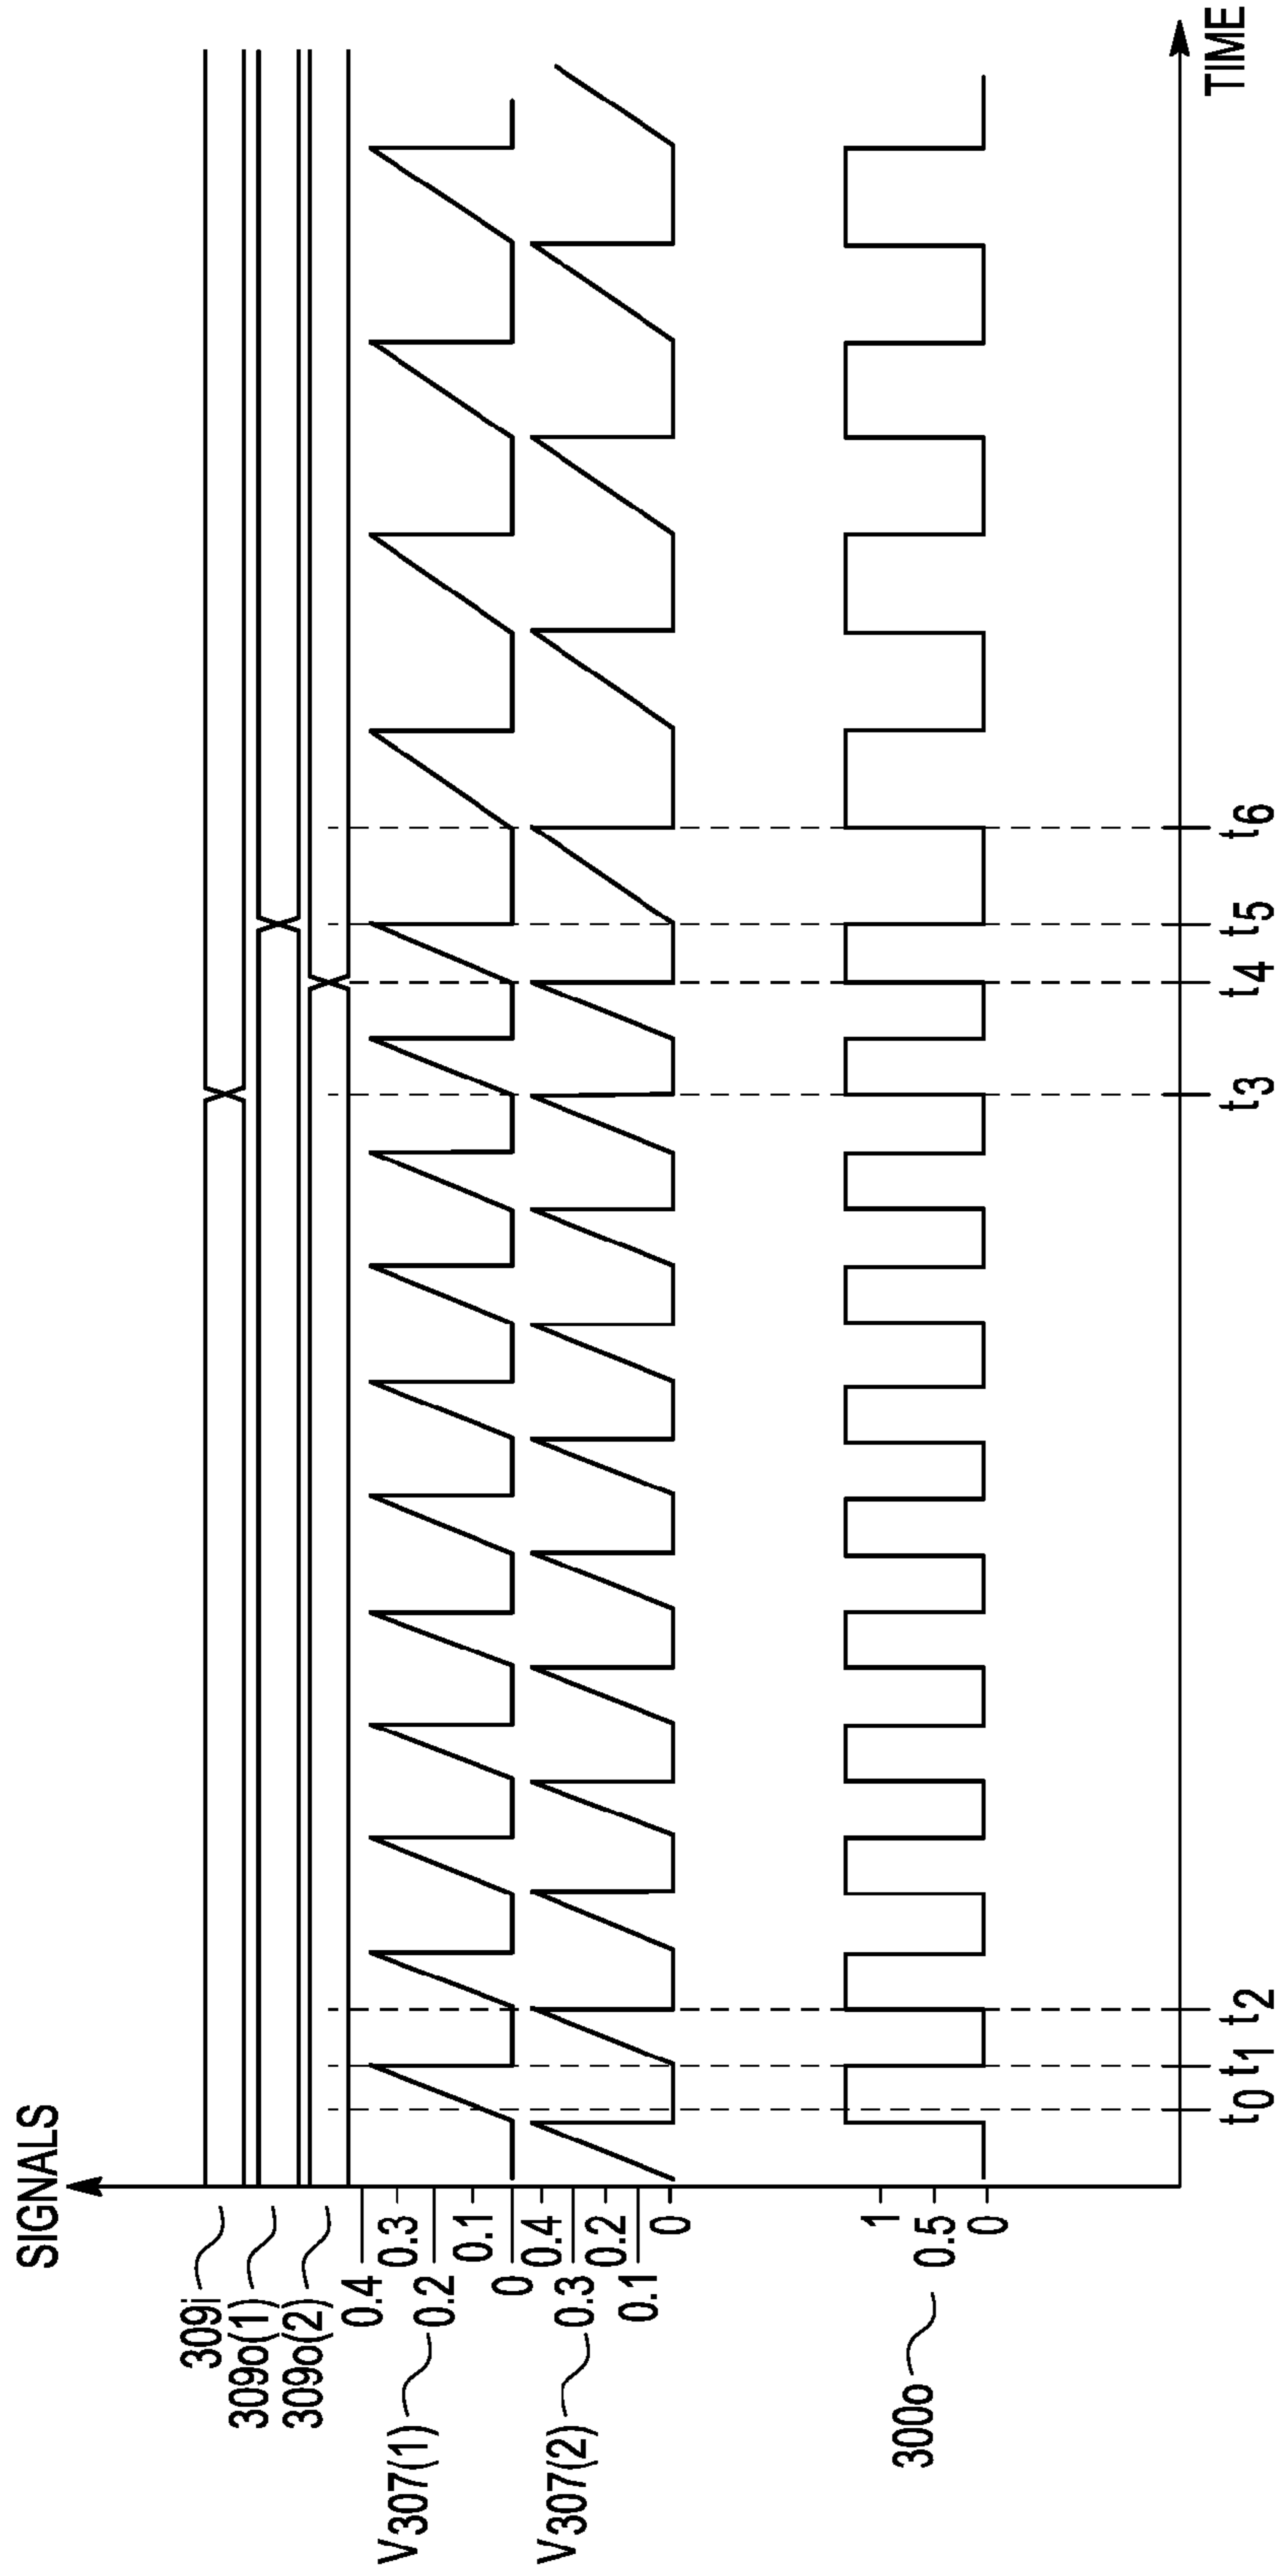 SIGNALS
309i
309o(1)
309o(2)
0.4
0.3
V307(1)
0.2
0.1
0
0.4
V307(2)
0.3
0.2
0.1
0
1
300o
0.5
0
t0 t1 t2 t3 t4 t5 t6
TIME